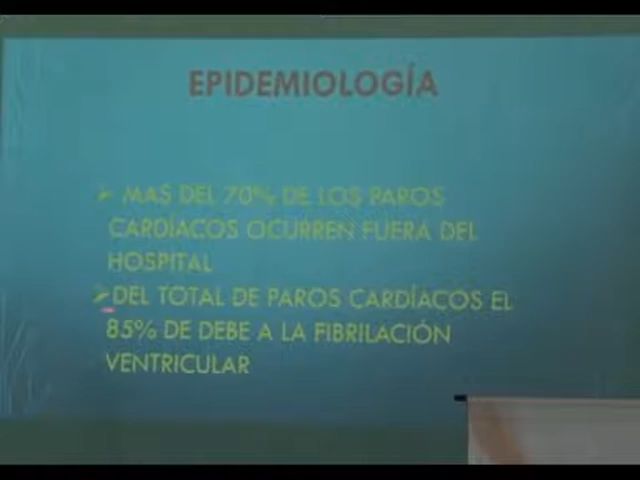 EPIDEMIOLOGÍA
➢ MAS DEL 70% DE LOS PAROS
CARDÍACOS OCURREN FUERA DEL
HOSPITAL
➢DEL TOTAL DE PAROS CARDÍACOS EL
85% DE DEBE A LA FIBRILACIÓN
VENTRICULAR